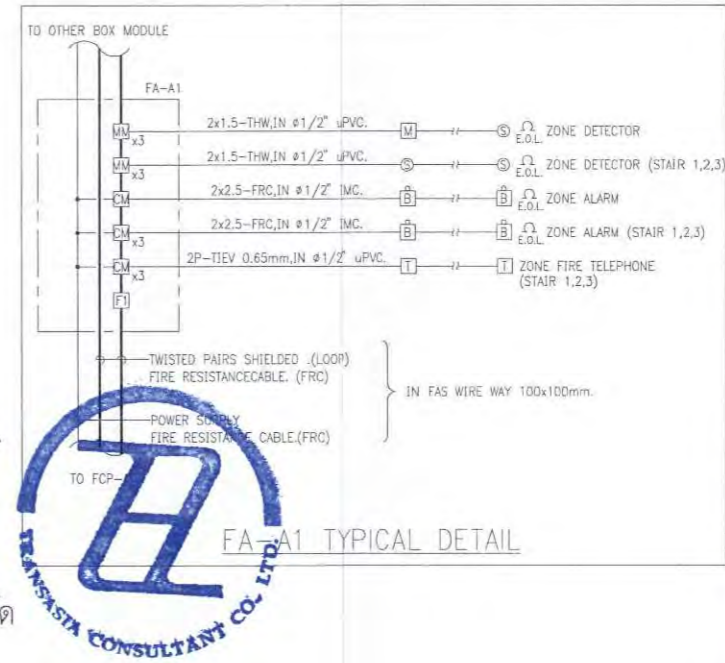 TO OTHER BOX MODULE
FA-A1
MM x3 2x1.5-THW,IN ø1/2" uPVC. M S Ω E.O.L. ZONE DETECTOR
MM x3 2x1.5-THW,IN ø1/2" uPVC. S S Ω E.O.L. ZONE DETECTOR (STAIR 1,2,3)
CM 2x2.5-FRC,IN ø1/2" IMC. B B Ω E.O.L. ZONE ALARM
CM x3 2x2.5-FRC,IN ø1/2" IMC. B B Ω E.O.L. ZONE ALARM (STAIR 1,2,3)
CM x3 2P-TIEV 0.65mm,IN ø1/2" uPVC. T T ZONE FIRE TELEPHONE
(STAIR 1,2,3)
F1
TWISTED PAIRS SHIELDED .(LOOP)
FIRE RESISTANCECABLE. (FRC)
IN FAS WIRE WAY 100x100mm.
POWER SUPPLY
FIRE RESISTANCE CABLE.(FRC)
TO FCP-
FA-A1 TYPICAL DETAIL
TRANSASIA CONSULTANT CO., LTD.